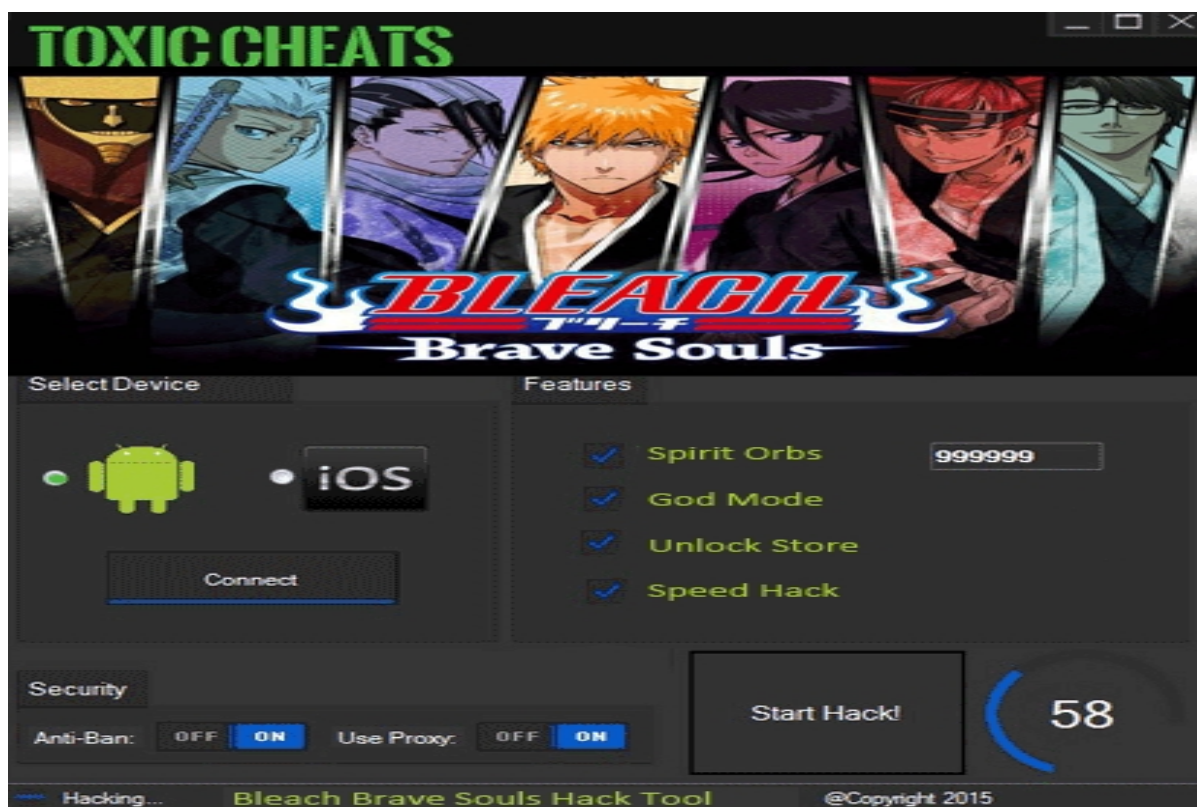 TOXIC CHEATS
BLEACH
ブリーチ
Brave Souls
Select Device
Features
iOS
Connect
Spirit Orbs 999999
God Mode
Unlock Store
Speed Hack
Security
Anti-Ban: OFF ON Use Proxy: OFF ON
Start Hack!
58
Hacking... Bleach Brave Souls Hack Tool @Copyright 2015